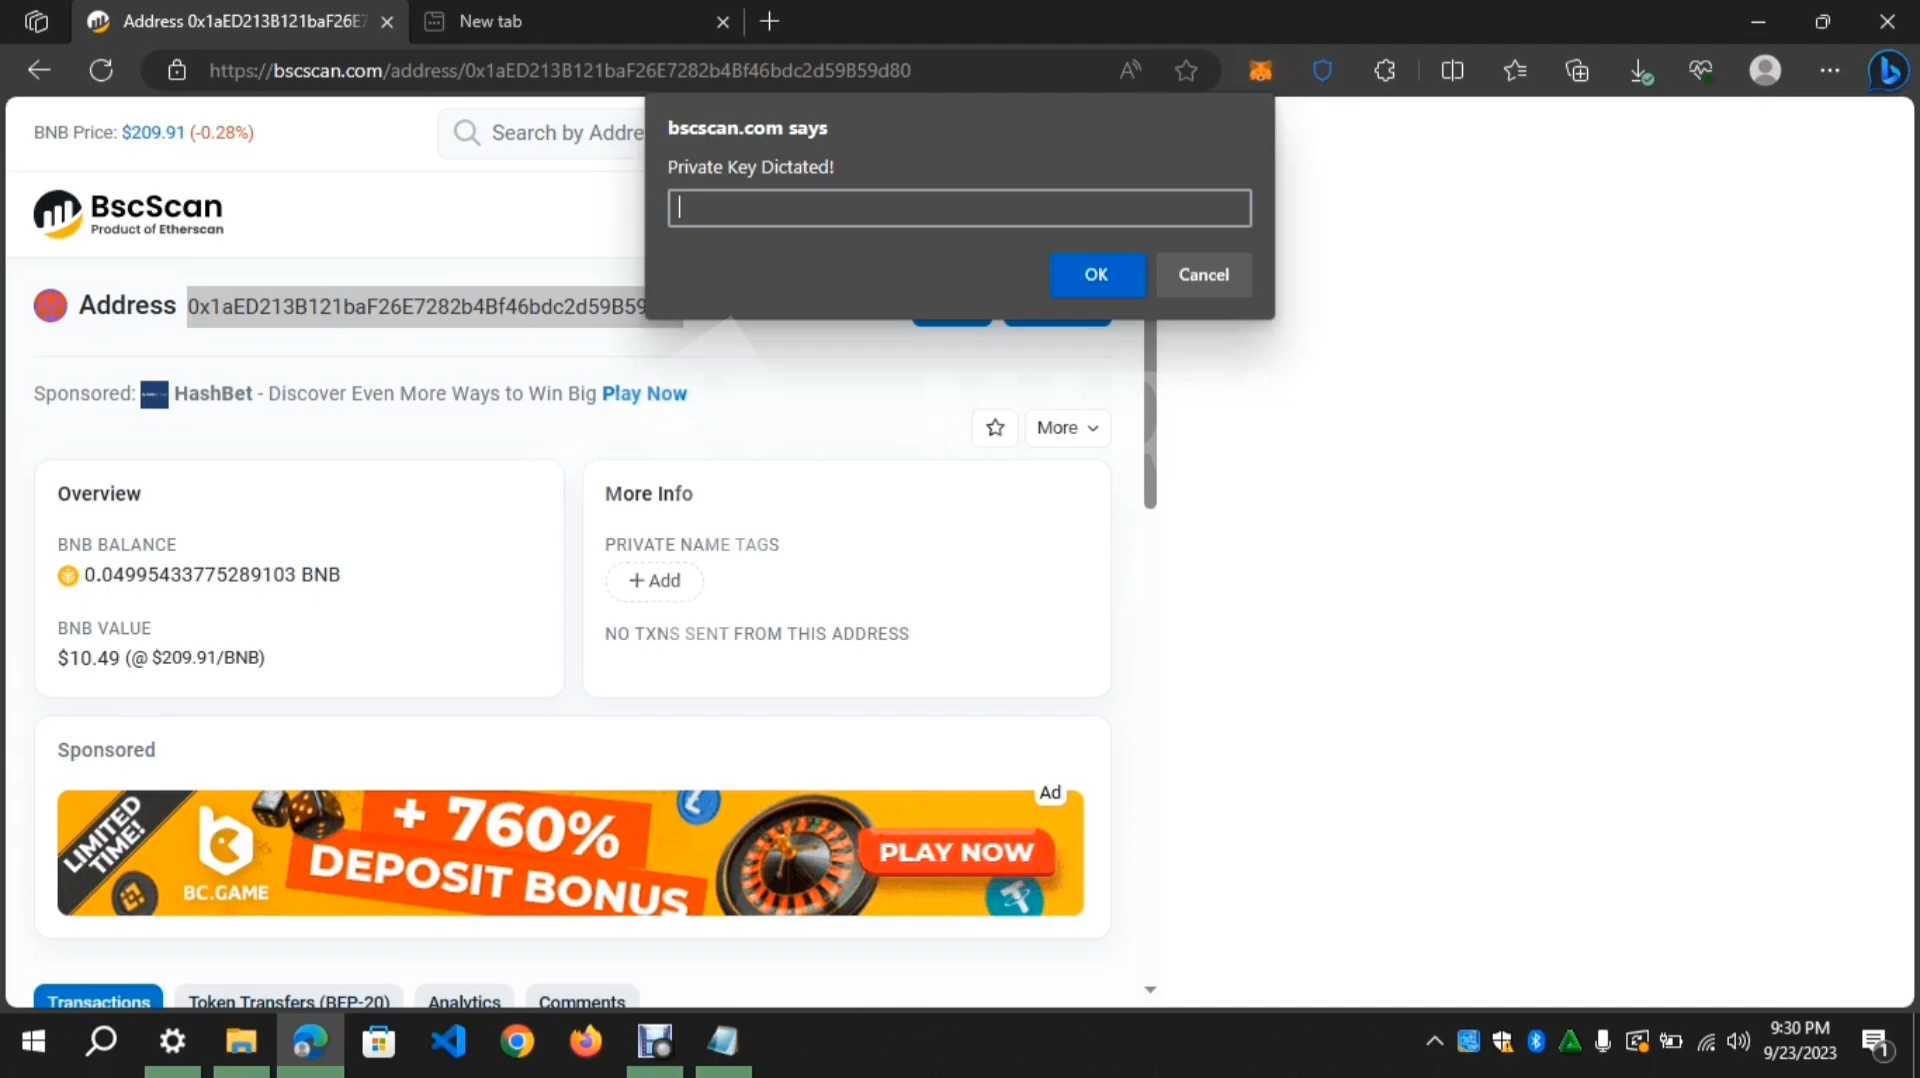 Address 0x1aED213B121baF26E7
New tab
https://bscscan.com/address/0x1aED213B121baF26E7282b4Bf46bdc2d59B59d80
BNB Price: $209.91 (-0.28%)
Search by Addre
bscscan.com says
Private Key Dictated!
OK
Cancel
BscScan
Product of Etherscan
Address 0x1aED213B121baF26E7282b4Bf46bdc2d59B59
Sponsored: HashBet - Discover Even More Ways to Win Big Play Now
More
Overview
BNB BALANCE
0.04995433775289103 BNB
BNB VALUE
$10.49 (@ $209.91/BNB)
More Info
PRIVATE NAME TAGS
+ Add
NO TXNS SENT FROM THIS ADDRESS
Sponsored
Ad
LIMITED
TIME!
BC.GAME
+ 760%
DEPOSIT BONUS
PLAY NOW
Transactions
Token Transfers (BEP-20)
Analytics
Comments
9:30 PM
9/23/2023
1